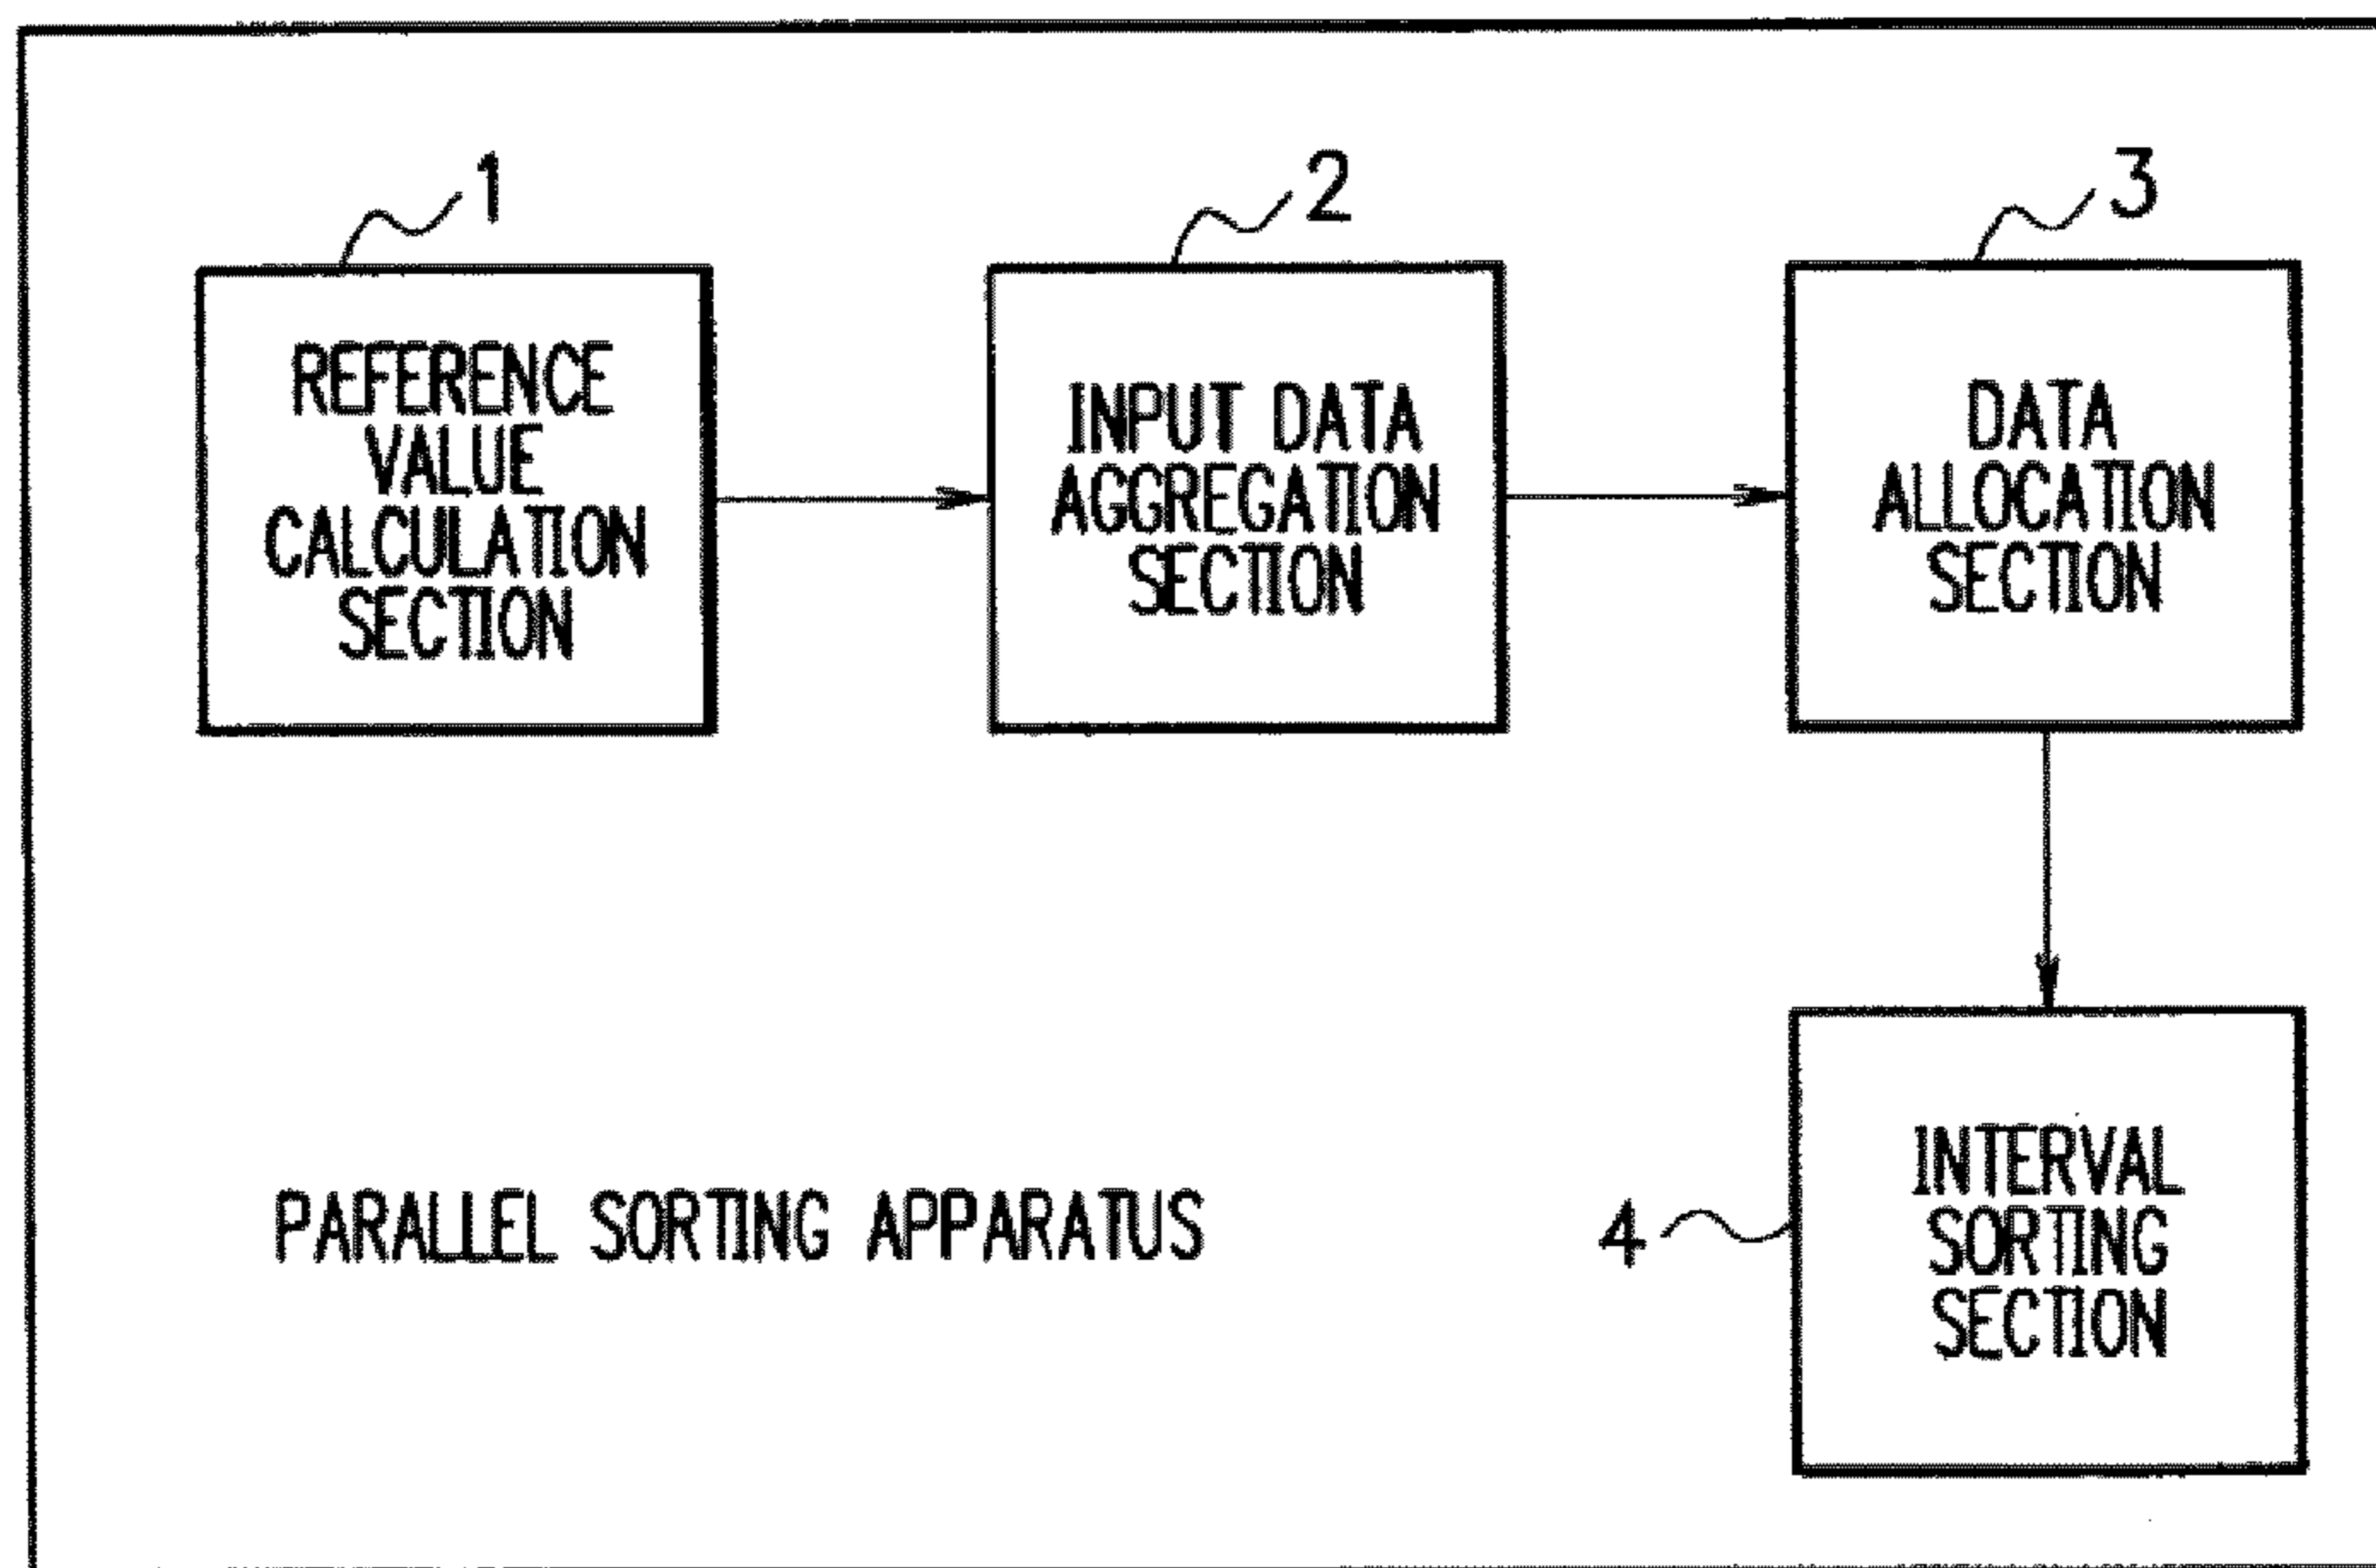 1
REFERENCE
VALUE
CALCULATION
SECTION
2
INPUT DATA
AGGREGATION
SECTION
3
DATA
ALLOCATION
SECTION
4
INTERVAL
SORTING
SECTION
PARALLEL SORTING APPARATUS